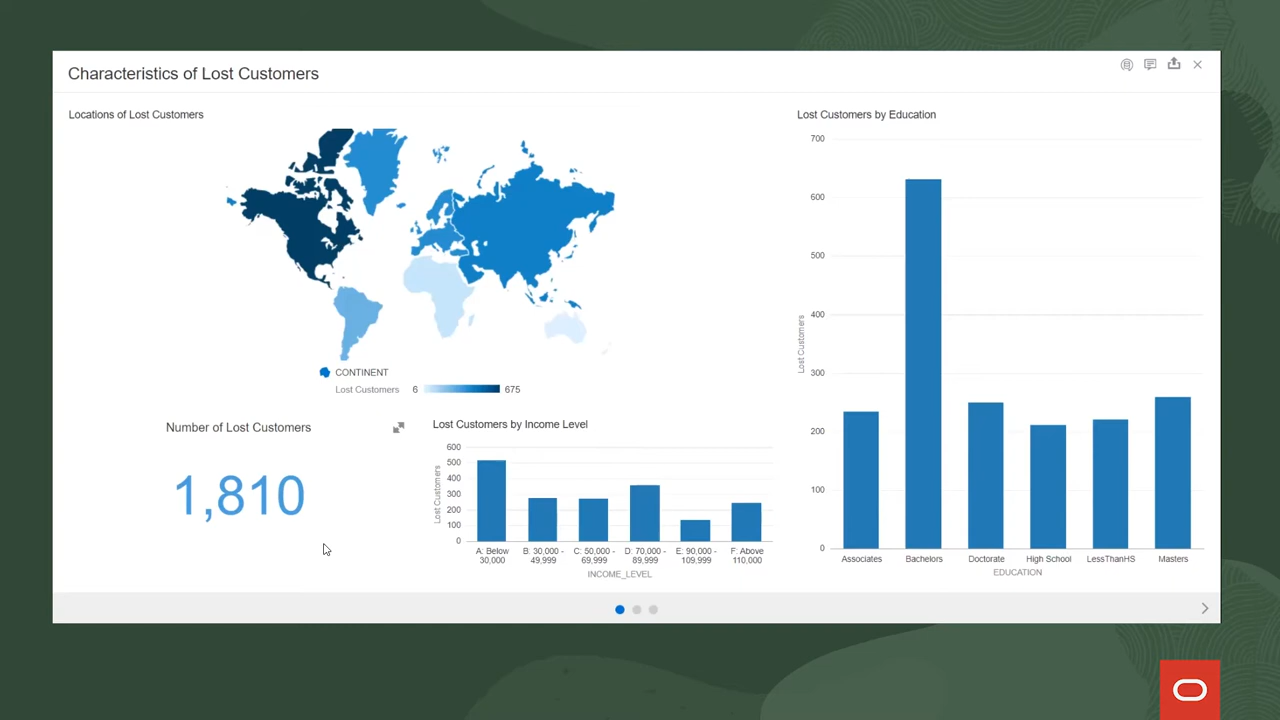 Characteristics of Lost Customers
Locations of Lost Customers
CONTINENT
Lost Customers 6 675
Number of Lost Customers
1,810
Lost Customers by Income Level
Lost Customers
600
500
400
300
200
100
0
A: Below 30,000
B: 30,000 - 49,999
C: 50,000 - 69,999
D: 70,000 - 89,999
E: 90,000 - 109,999
F: Above 110,000
INCOME_LEVEL
Lost Customers by Education
Lost Customers
700
600
500
400
300
200
100
0
Associates
Bachelors
Doctorate
High School
LessThanHS
Masters
EDUCATION